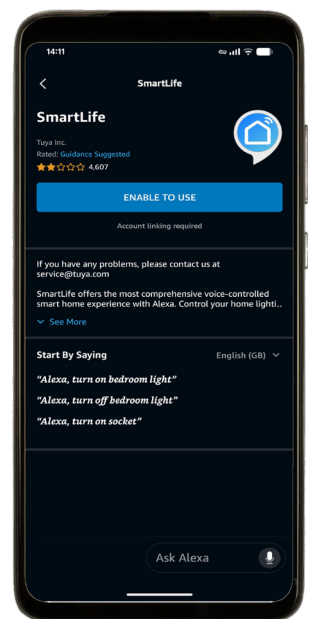 14:11
SmartLife
SmartLife
Tuya Inc.
Rated: Guidance Suggested
4,607
ENABLE TO USE
Account linking required
If you have any problems, please contact us at
service@tuya.com
SmartLife offers the most comprehensive voice-controlled
smart home experience with Alexa. Control your home lighti..
See More
Start By Saying
English (GB)
"Alexa, turn on bedroom light"
"Alexa, turn off bedroom light"
"Alexa, turn on socket"
Ask Alexa